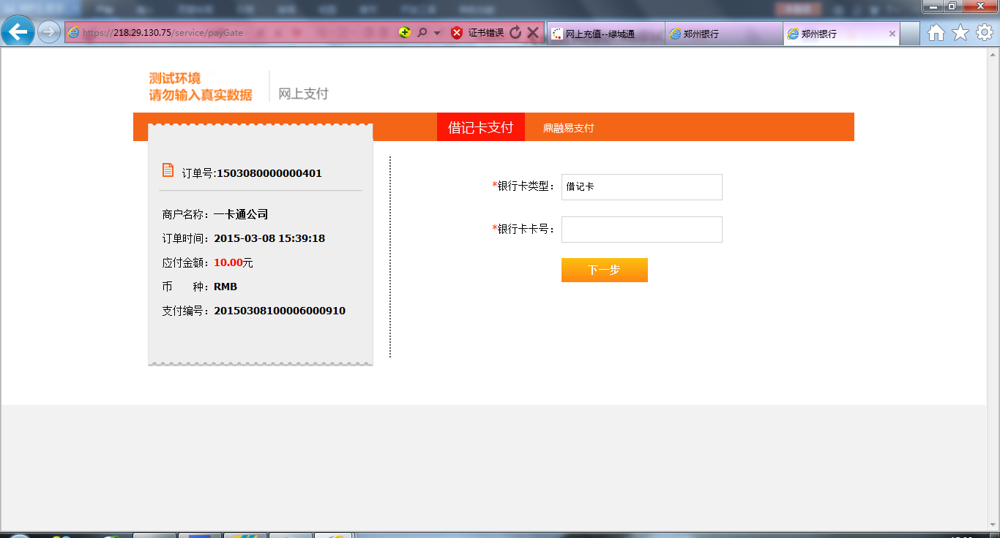 https://218.29.130.75/service/payGate
证书错误
网上充值--绿城通
郑州银行
郑州银行
测试环境
请勿输入真实数据
网上支付
借记卡支付
鼎融易支付
订单号:1503080000000401
商户名称：一卡通公司
订单时间：2015-03-08 15:39:18
应付金额：10.00元
币 种：RMB
支付编号：20150308100006000910
*银行卡类型：
借记卡
*银行卡卡号：
下一步